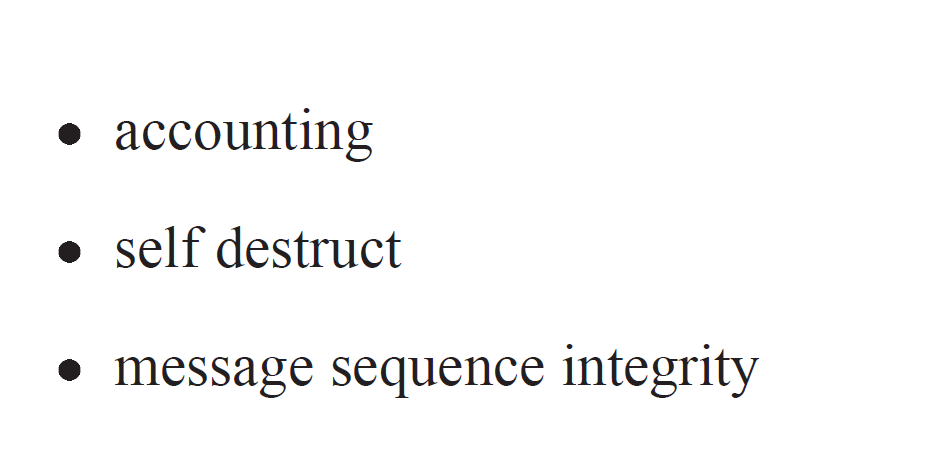 • accounting
• self destruct
• message sequence integrity